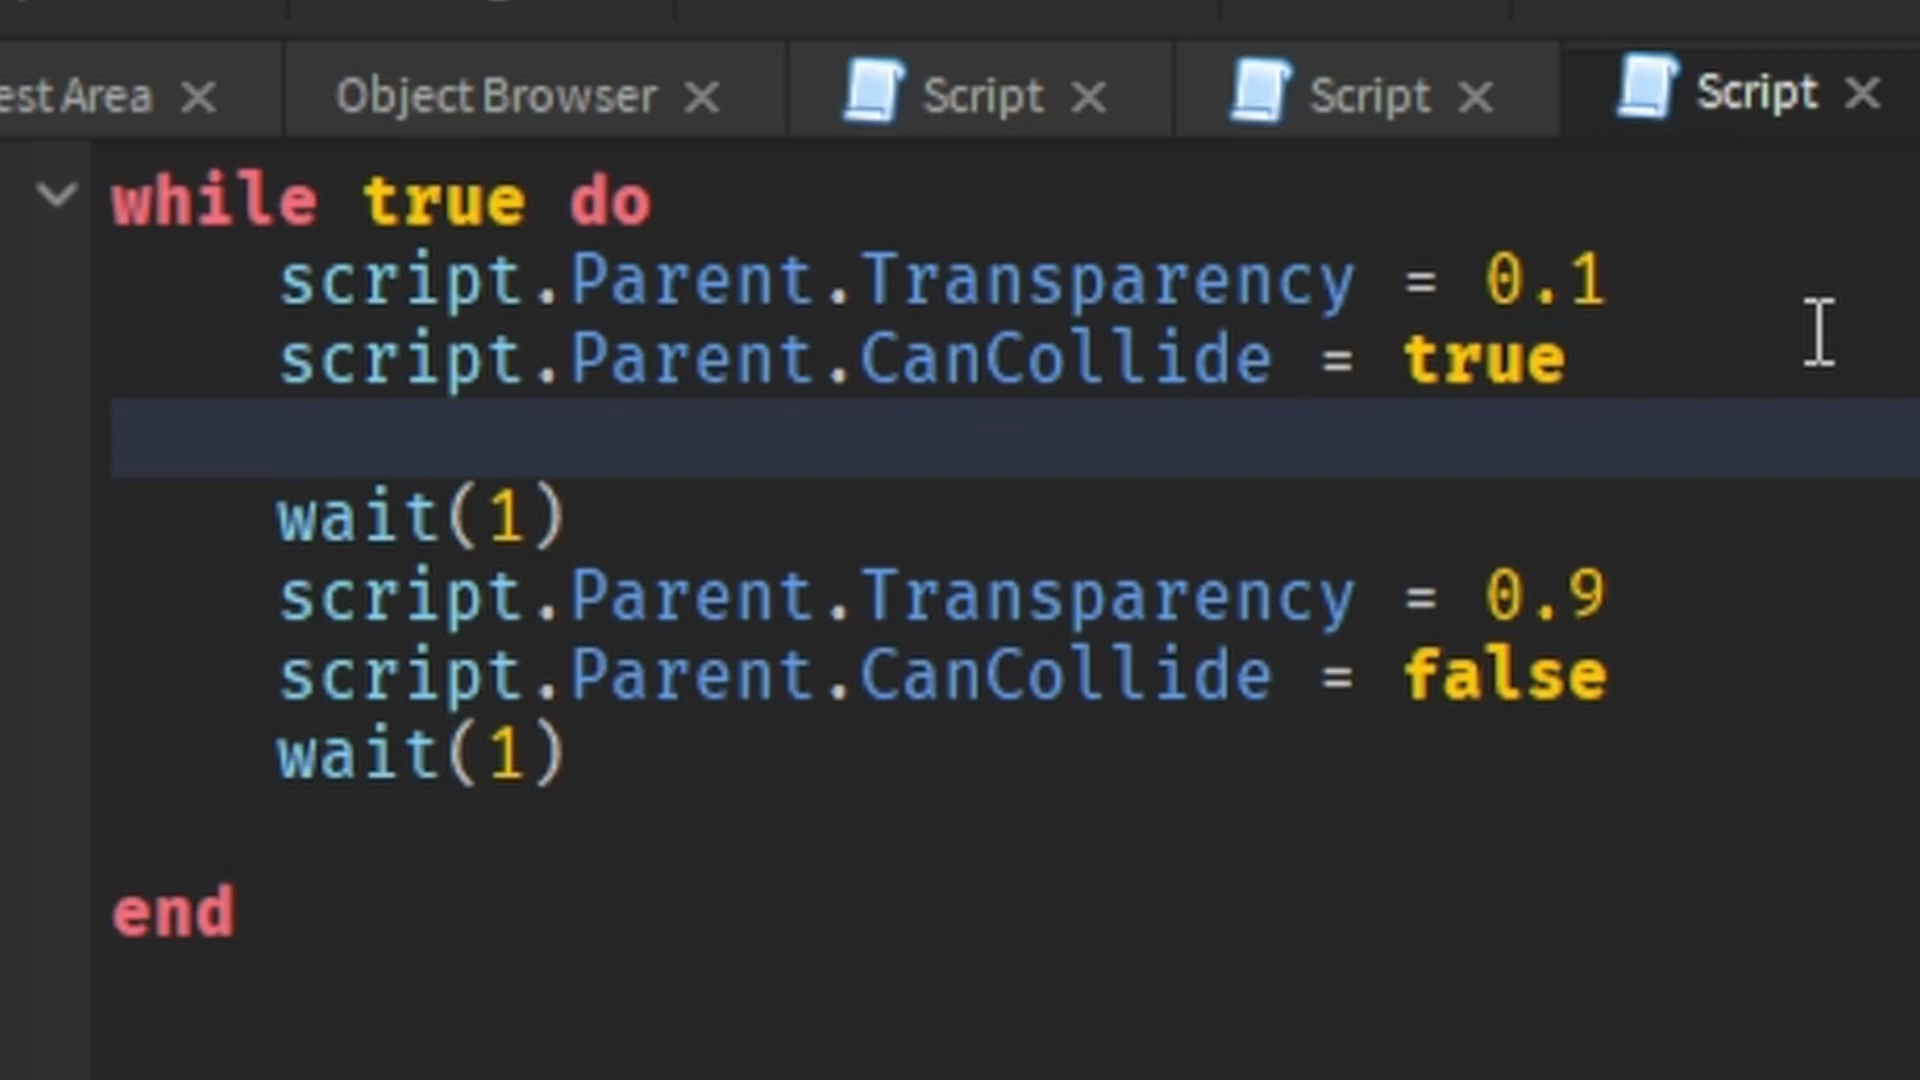 est Area
Object Browser
Script
Script
Script
while true do
script.Parent.Transparency = 0.1
script.Parent.CanCollide = true
wait(1)
script.Parent.Transparency = 0.9
script.Parent.CanCollide = false
wait(1)
end